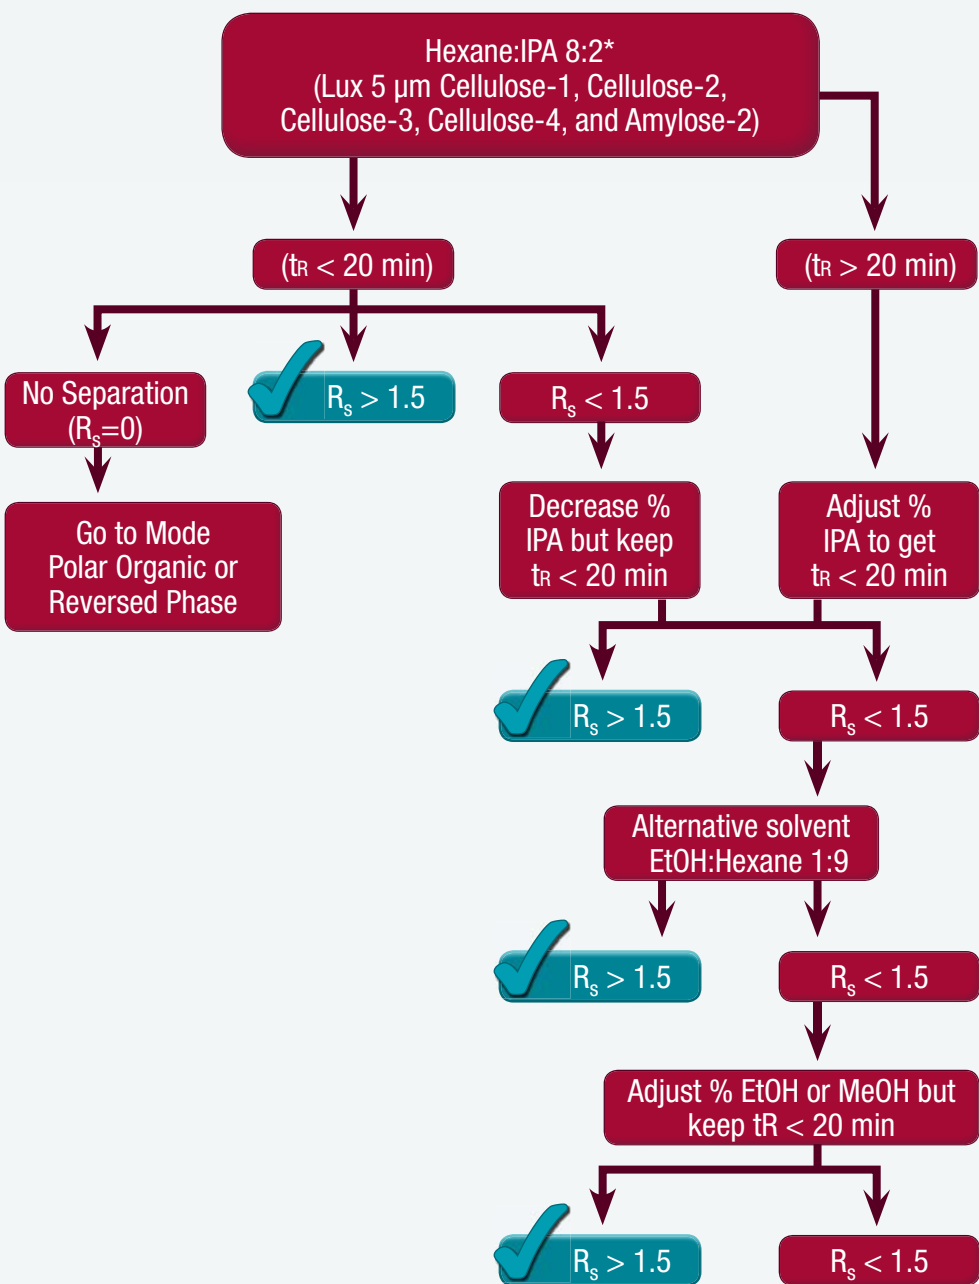 Hexane:IPA 8:2*
(Lux 5 µm Cellulose-1, Cellulose-2,
Cellulose-3, Cellulose-4, and Amylose-2)
(tR < 20 min)
(tR > 20 min)
No Separation
(Rs=0)
Rs > 1.5
Rs < 1.5
Go to Mode
Polar Organic or
Reversed Phase
Decrease %
IPA but keep
tR < 20 min
Adjust %
IPA to get
tR < 20 min
Rs > 1.5
Rs < 1.5
Alternative solvent
EtOH:Hexane 1:9
Rs > 1.5
Rs < 1.5
Adjust % EtOH or MeOH but
keep tR < 20 min
Rs > 1.5
Rs < 1.5